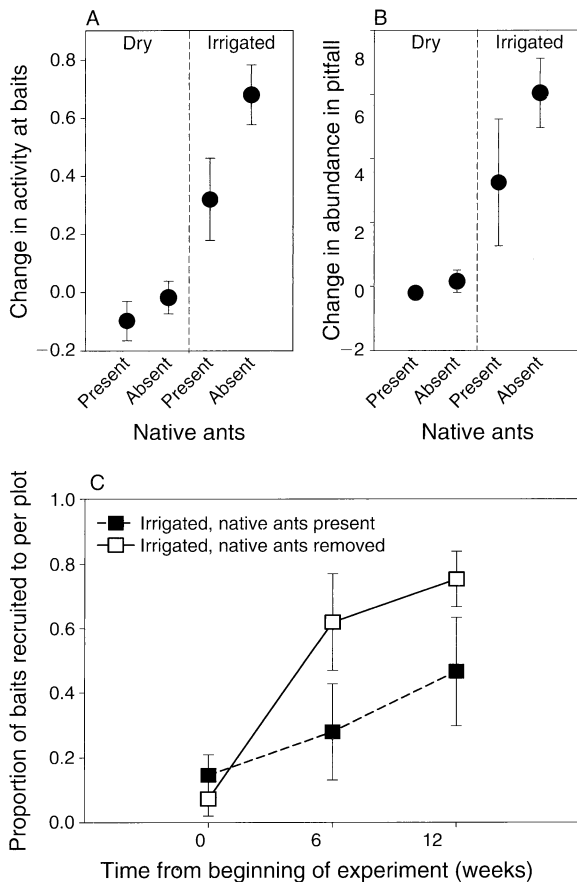 A
B
Dry
Irrigated
Dry
Irrigated
Change in activity at baits
0.8
0.6
0.4
0.2
0.0
−0.2
Present
Absent
Present
Absent
Native ants
Change in abundance in pitfall
8
6
4
2
0
−2
Present
Absent
Present
Absent
Native ants
C
Proportion of baits recruited to per plot
1.0
0.8
0.6
0.4
0.2
0.0
Irrigated, native ants present
Irrigated, native ants removed
0
6
12
Time from beginning of experiment (weeks)